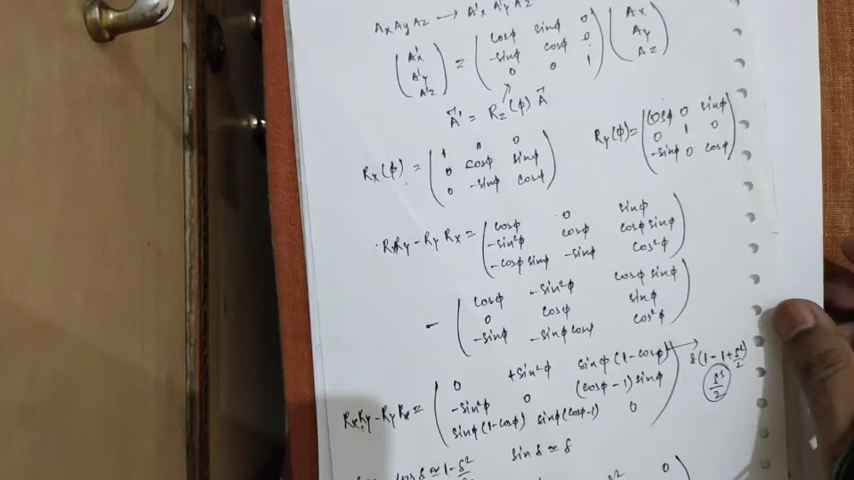 Ax Ay Az → A'x A'y A'z
(A'x A'y A'z) = (cosϕ sinϕ 0 / -sinϕ cosϕ 0 / 0 0 1) (Ax Ay Az)
A⃗' = Rz(ϕ) A⃗
Rx(ϕ) = (1 0 0 / 0 cosϕ sinϕ / 0 -sinϕ cosϕ)
Ry(ϕ) = (cosϕ 0 sinϕ / 0 1 0 / -sinϕ 0 cosϕ)
RxRy - Ry Rx = (cosϕ 0 sinϕ / -sin²ϕ cosϕ cosϕ sinϕ / -cosϕ sinϕ -sinϕ cos²ϕ)
- (cosϕ -sin²ϕ cosϕ sinϕ / 0 cosϕ sinϕ / -sinϕ -sinϕ cosϕ cos²ϕ)
RxRy - RyRx = (0 +sin²ϕ sinϕ(1-cosϕ) / -sin²ϕ 0 (cosϕ-1) sinϕ / sinϕ(1-cosϕ) sinϕ(cosϕ-1) 0)
→ δ(1-1+δ²/2)
δ³/2
cosδ ≃ 1-δ²/2 sinδ ≃ δ